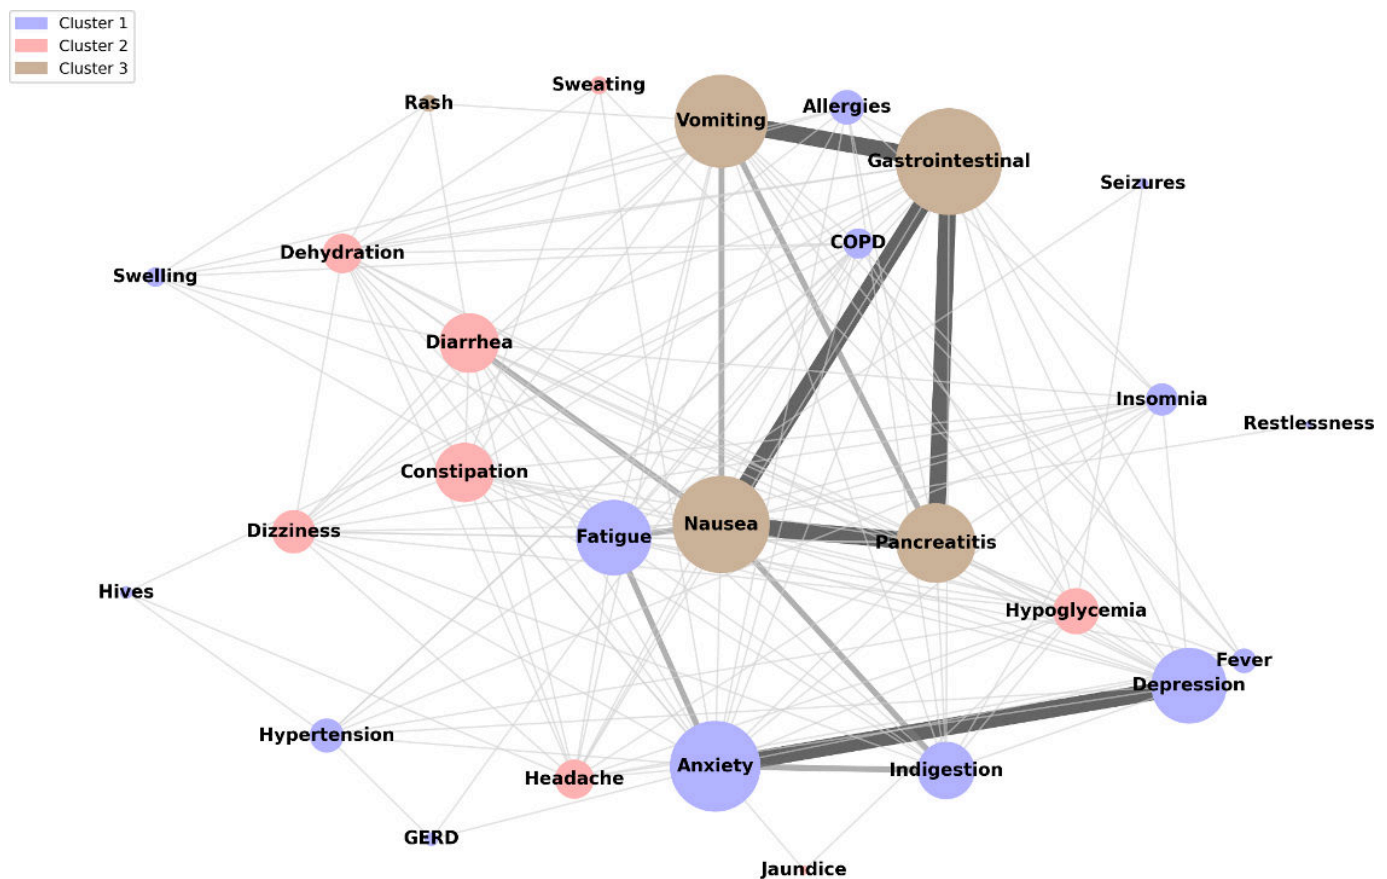 Cluster 1
Cluster 2
Cluster 3
Sweating
Rash
Allergies
Vomiting
Gastrointestinal
Seizures
COPD
Dehydration
Swelling
Diarrhea
Insomnia
Restlessness
Constipation
Nausea
Dizziness
Fatigue
Pancreatitis
Hives
Hypoglycemia
Fever
Depression
Hypertension
Anxiety
Indigestion
Headache
GERD
Jaundice